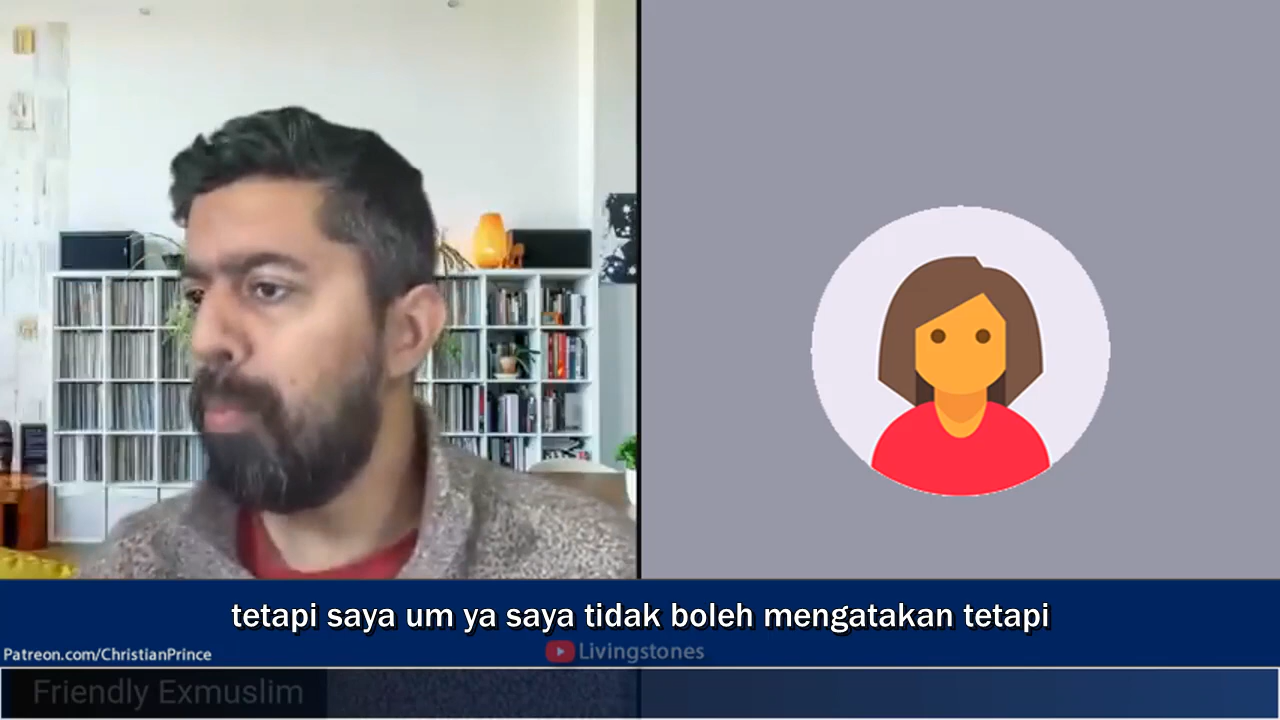 tetapi saya um ya saya tidak boleh mengatakan tetapi
Patreon.com/ChristianPrince
Livingstones
Friendly Exmuslim